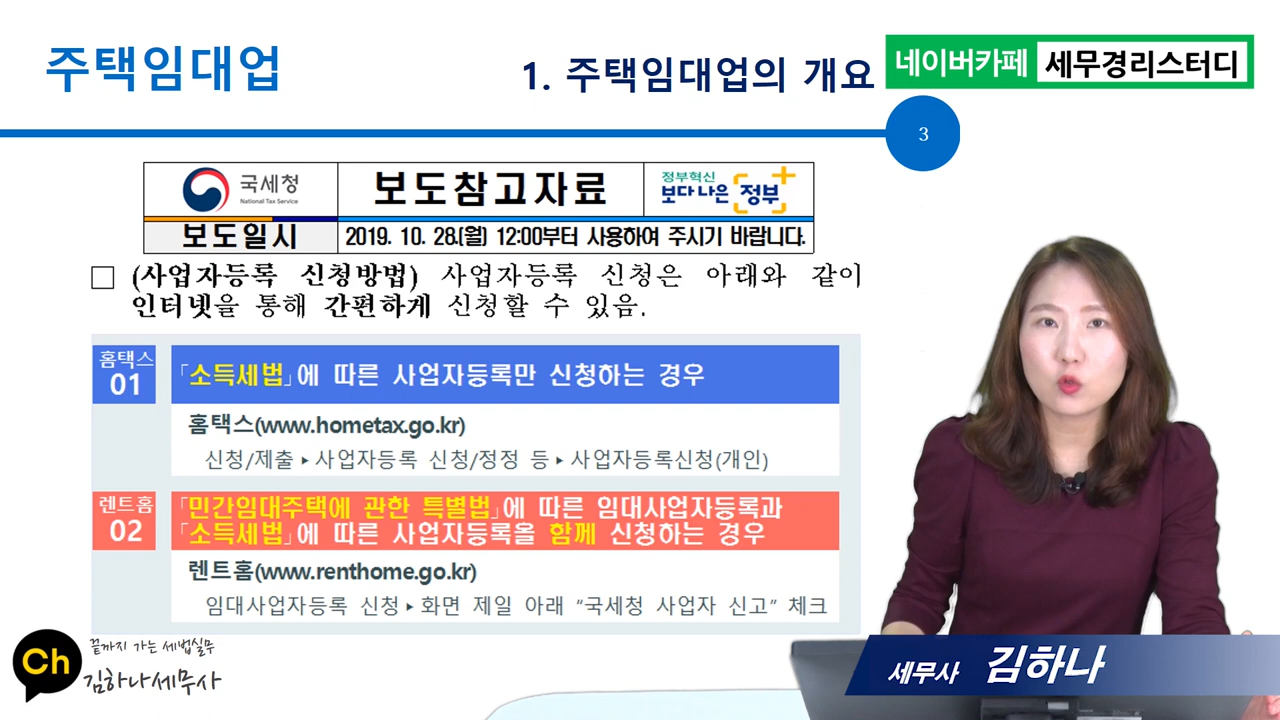 주택임대업
1. 주택임대업의 개요
네이버카페 세무경리스터디
3
국세청
National Tax Service
보도참고자료
정부혁신
보다나은 정부
보도일시
2019. 10. 28.(월) 12:00부터 사용하여 주시기 바랍니다.
□ (사업자등록 신청방법) 사업자등록 신청은 아래와 같이
인터넷을 통해 간편하게 신청할 수 있음.
홈택스
01
「소득세법」에 따른 사업자등록만 신청하는 경우
홈택스(www.hometax.go.kr)
신청/제출 ▸ 사업자등록 신청/정정 등 ▸ 사업자등록신청(개인)
렌트홈
02
「민간임대주택에 관한 특별법」에 따른 임대사업자등록과
「소득세법」에 따른 사업자등록을 함께 신청하는 경우
렌트홈(www.renthome.go.kr)
임대사업자등록 신청 ▸ 화면 제일 아래 “국세청 사업자 신고” 체크
Ch
끝까지 가는 세법실무
김하나세무사
세무사 김하나